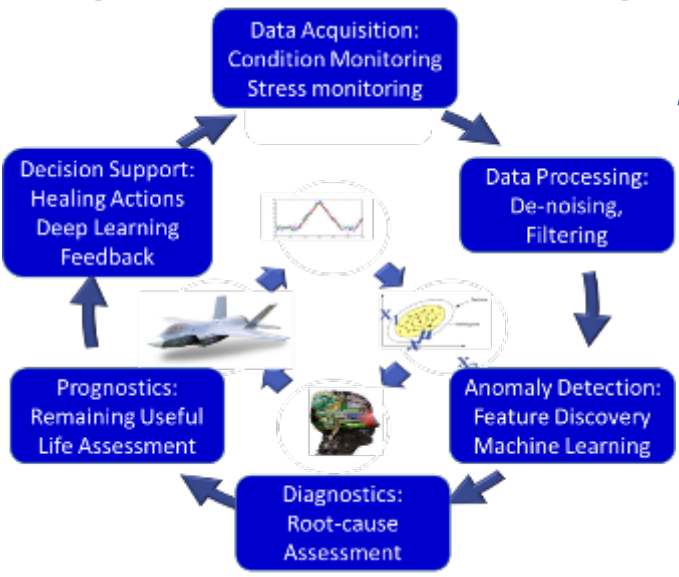 Data Acquisition:
Condition Monitoring
Stress monitoring
Data Processing:
De-noising,
Filtering
Anomaly Detection:
Feature Discovery
Machine Learning
Diagnostics:
Root-cause
Assessment
Prognostics:
Remaining Useful
Life Assessment
Decision Support:
Healing Actions
Deep Learning
Feedback
X1